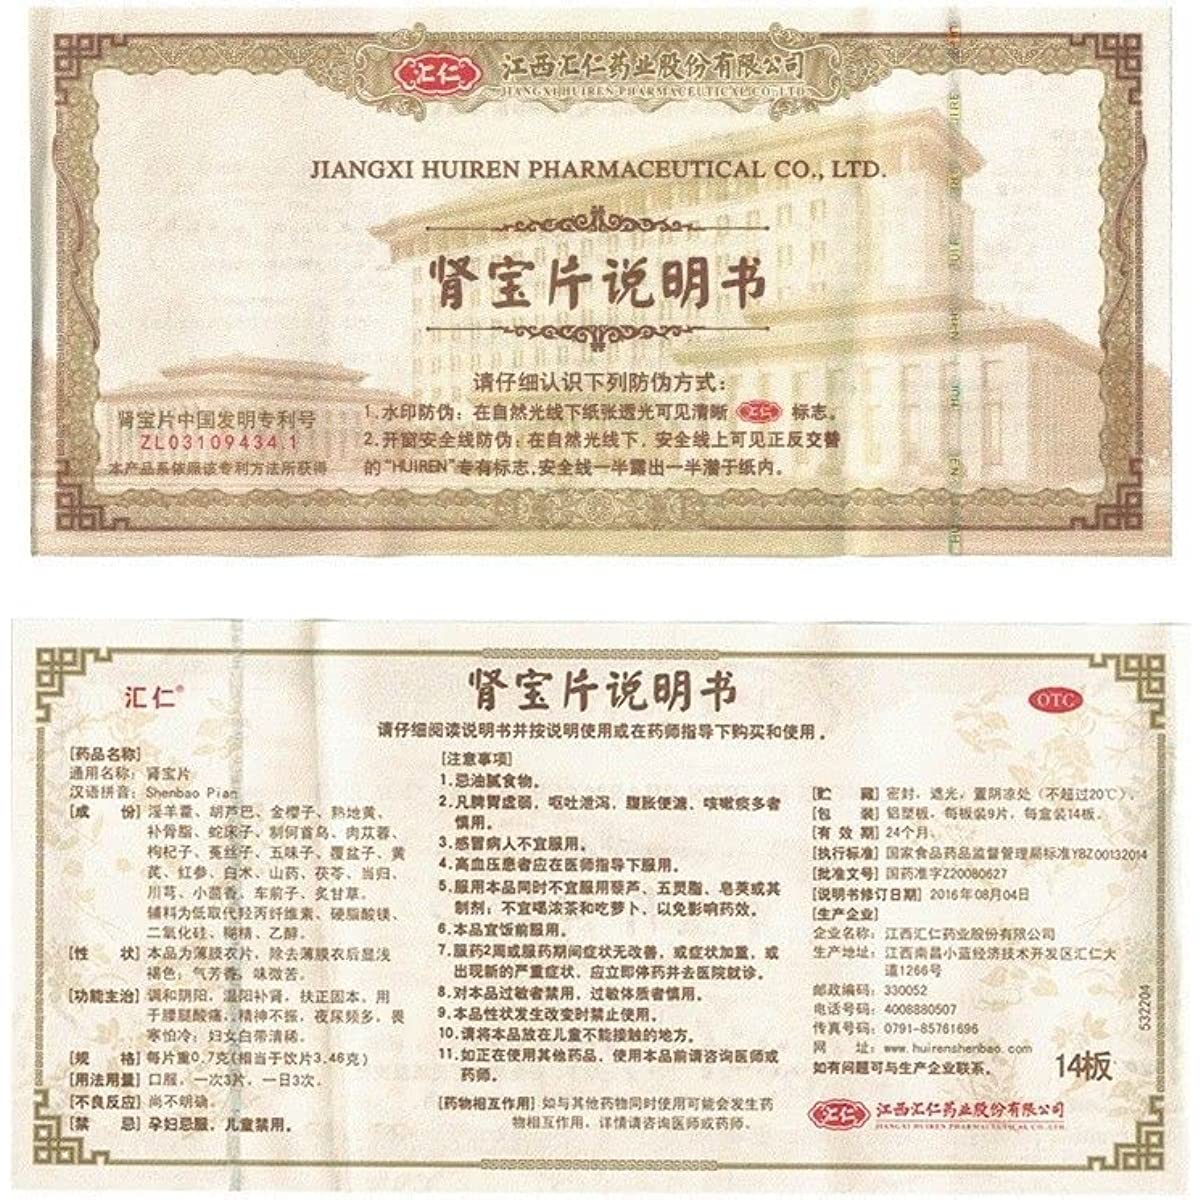 汇仁 江西汇仁药业股份有限公司
JIANGXI HUIREN PHARMACEUTICAL CO., LTD
JIANGXI HUIREN PHARMACEUTICAL CO., LTD.
肾宝片说明书
请仔细认识下列防伪方式：
1.水印防伪：在自然光线下纸张透光可见清晰 汇仁 标志。
2.开窗安全线防伪：在自然光线下，安全线上可见正反交替
的“HUIREN”专有标志，安全线一半露出一半潜于纸内。
肾宝片中国发明专利号
ZL03109434.1
本产品系依照该专利方法所获得
汇仁®
肾宝片说明书
OTC
请仔细阅读说明书并按说明使用或在药师指导下购买和使用。
[药品名称]
通用名称：肾宝片
汉语拼音：Shenbao Pian
[成 份] 淫羊藿、胡芦巴、金樱子、熟地黄、
补骨脂、蛇床子、制何首乌、肉苁蓉、
枸杞子、菟丝子、五味子、覆盆子、黄
芪、红参、白术、山药、茯苓、当归、
川芎、小茴香、车前子、炙甘草。
辅料为低取代羟丙纤维素、硬脂酸镁、
二氧化硅、糊精、乙醇。
[性 状] 本品为薄膜衣片，除去薄膜衣后显浅
褐色；气芳香，味微苦。
[功能主治] 调和阴阳，温阳补肾，扶正固本。用
于腰腿酸痛，精神不振，夜尿频多，畏
寒怕冷；妇女白带清稀。
[规 格] 每片重0.7克(相当于饮片3.46克)
[用法用量] 口服，一次3片，一日3次。
[不良反应] 尚不明确。
[禁 忌] 孕妇忌服，儿童禁用。
[注意事项]
1.忌油腻食物。
2.凡脾胃虚弱，呕吐泄泻，腹胀便溏，咳嗽痰多者
慎用。
3.感冒病人不宜服用。
4.高血压患者应在医师指导下服用。
5.服用本品同时不宜服用藜芦、五灵脂、皂荚或其
制剂；不宜喝浓茶和吃萝卜，以免影响药效。
6.本品宜饭前服用。
7.服药2周或服药期间症状无改善，或症状加重，或
出现新的严重症状，应立即停药并去医院就诊。
8.对本品过敏者禁用，过敏体质者慎用。
9.本品性状发生改变时禁止使用。
10.请将本品放在儿童不能接触的地方。
11.如正在使用其他药品，使用本品前请咨询医师或
药师。
[药物相互作用] 如与其他药物同时使用可能会发生药
物相互作用，详情请咨询医师或药师。
[贮 藏] 密封，遮光，置阴凉处（不超过20℃）。
[包 装] 铝塑板，每板装9片，每盒装14板。
[有 效 期] 24个月。
[执行标准] 国家食品药品监督管理局标准YBZ00132014
[批准文号] 国药准字Z20080627
[说明书修订日期] 2016年08月04日
[生产企业]
企业名称：江西汇仁药业股份有限公司
生产地址：江西南昌小蓝经济技术开发区汇仁大
道1266号
邮政编码：330052
电话号码：4008880507
传真号码：0791-85761696
网 址：www.huirenshenbao.com
如有问题可与生产企业联系。
14板
532204
汇仁 江西汇仁药业股份有限公司
JIANGXI HUIREN PHARMACEUTICAL CO., LTD.